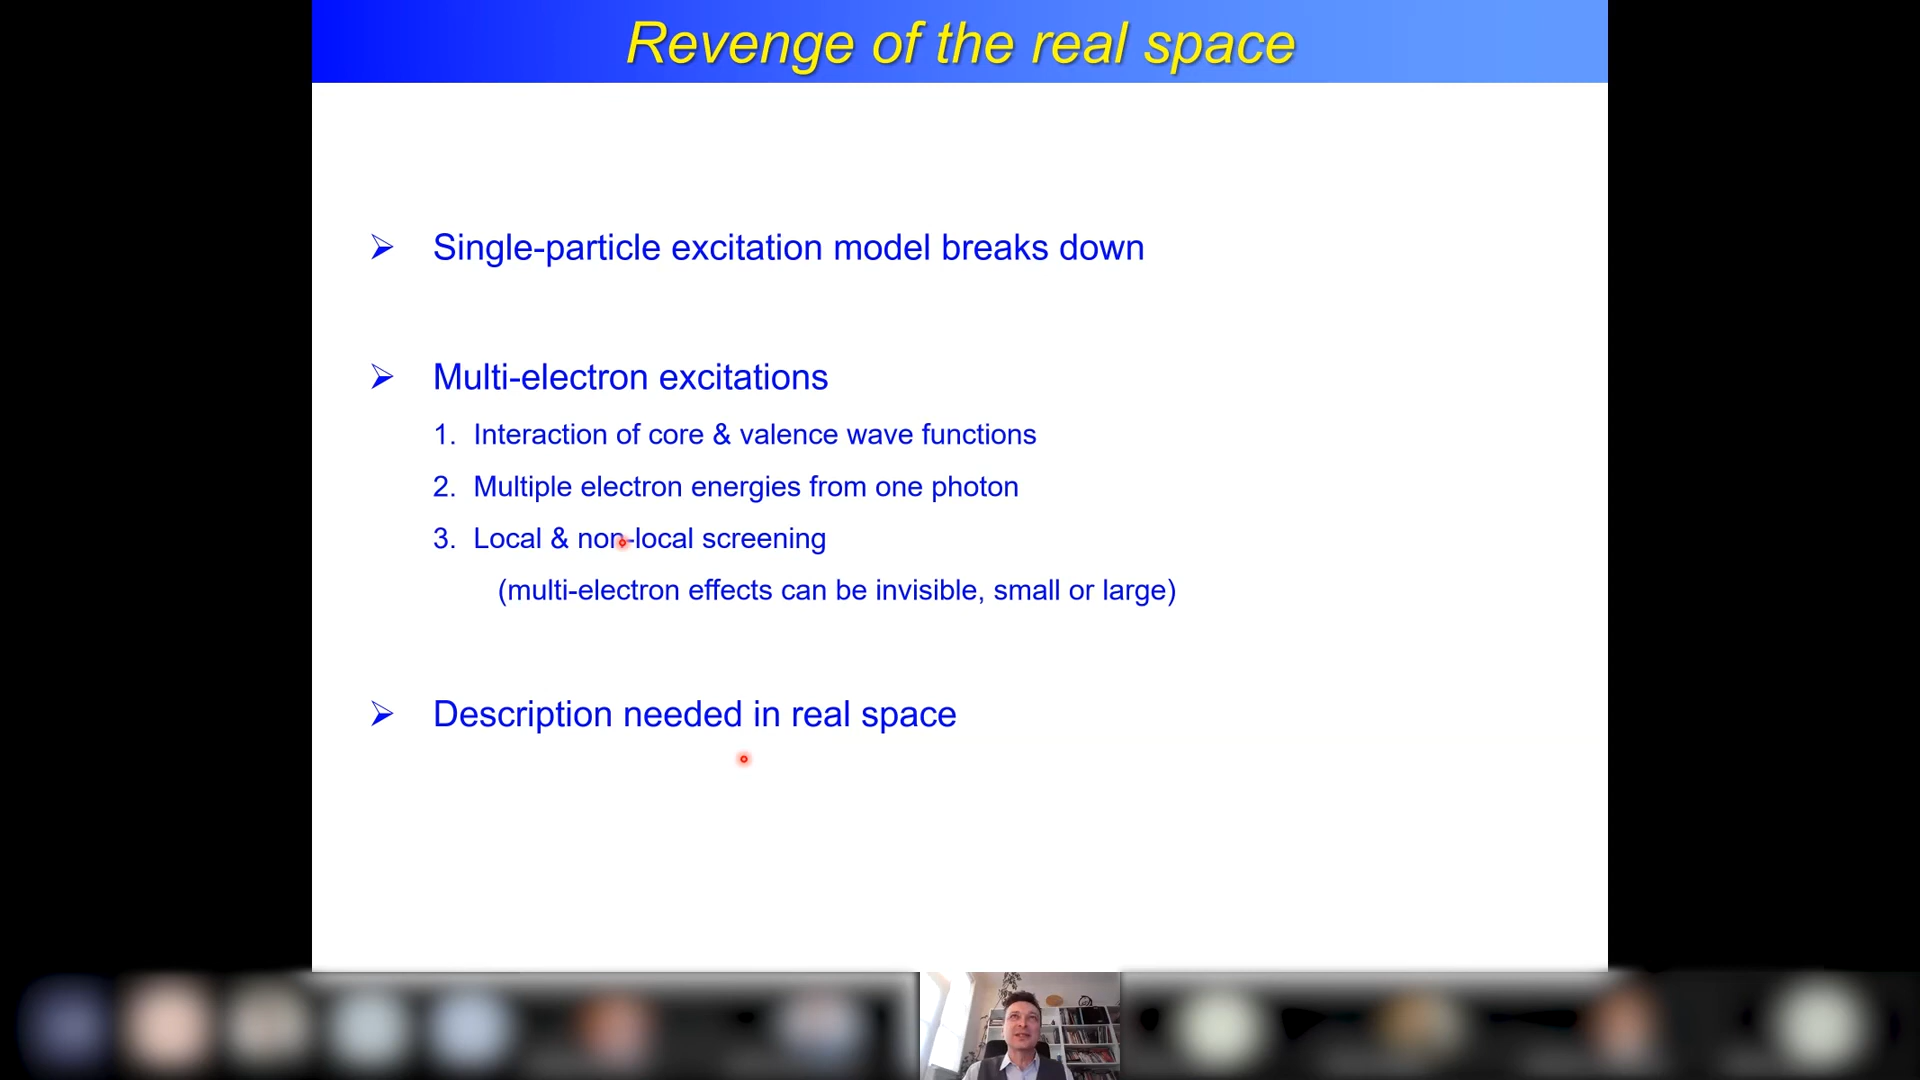 Revenge of the real space
➢ Single-particle excitation model breaks down
➢ Multi-electron excitations
1. Interaction of core & valence wave functions
2. Multiple electron energies from one photon
3. Local & non-local screening
(multi-electron effects can be invisible, small or large)
➢ Description needed in real space